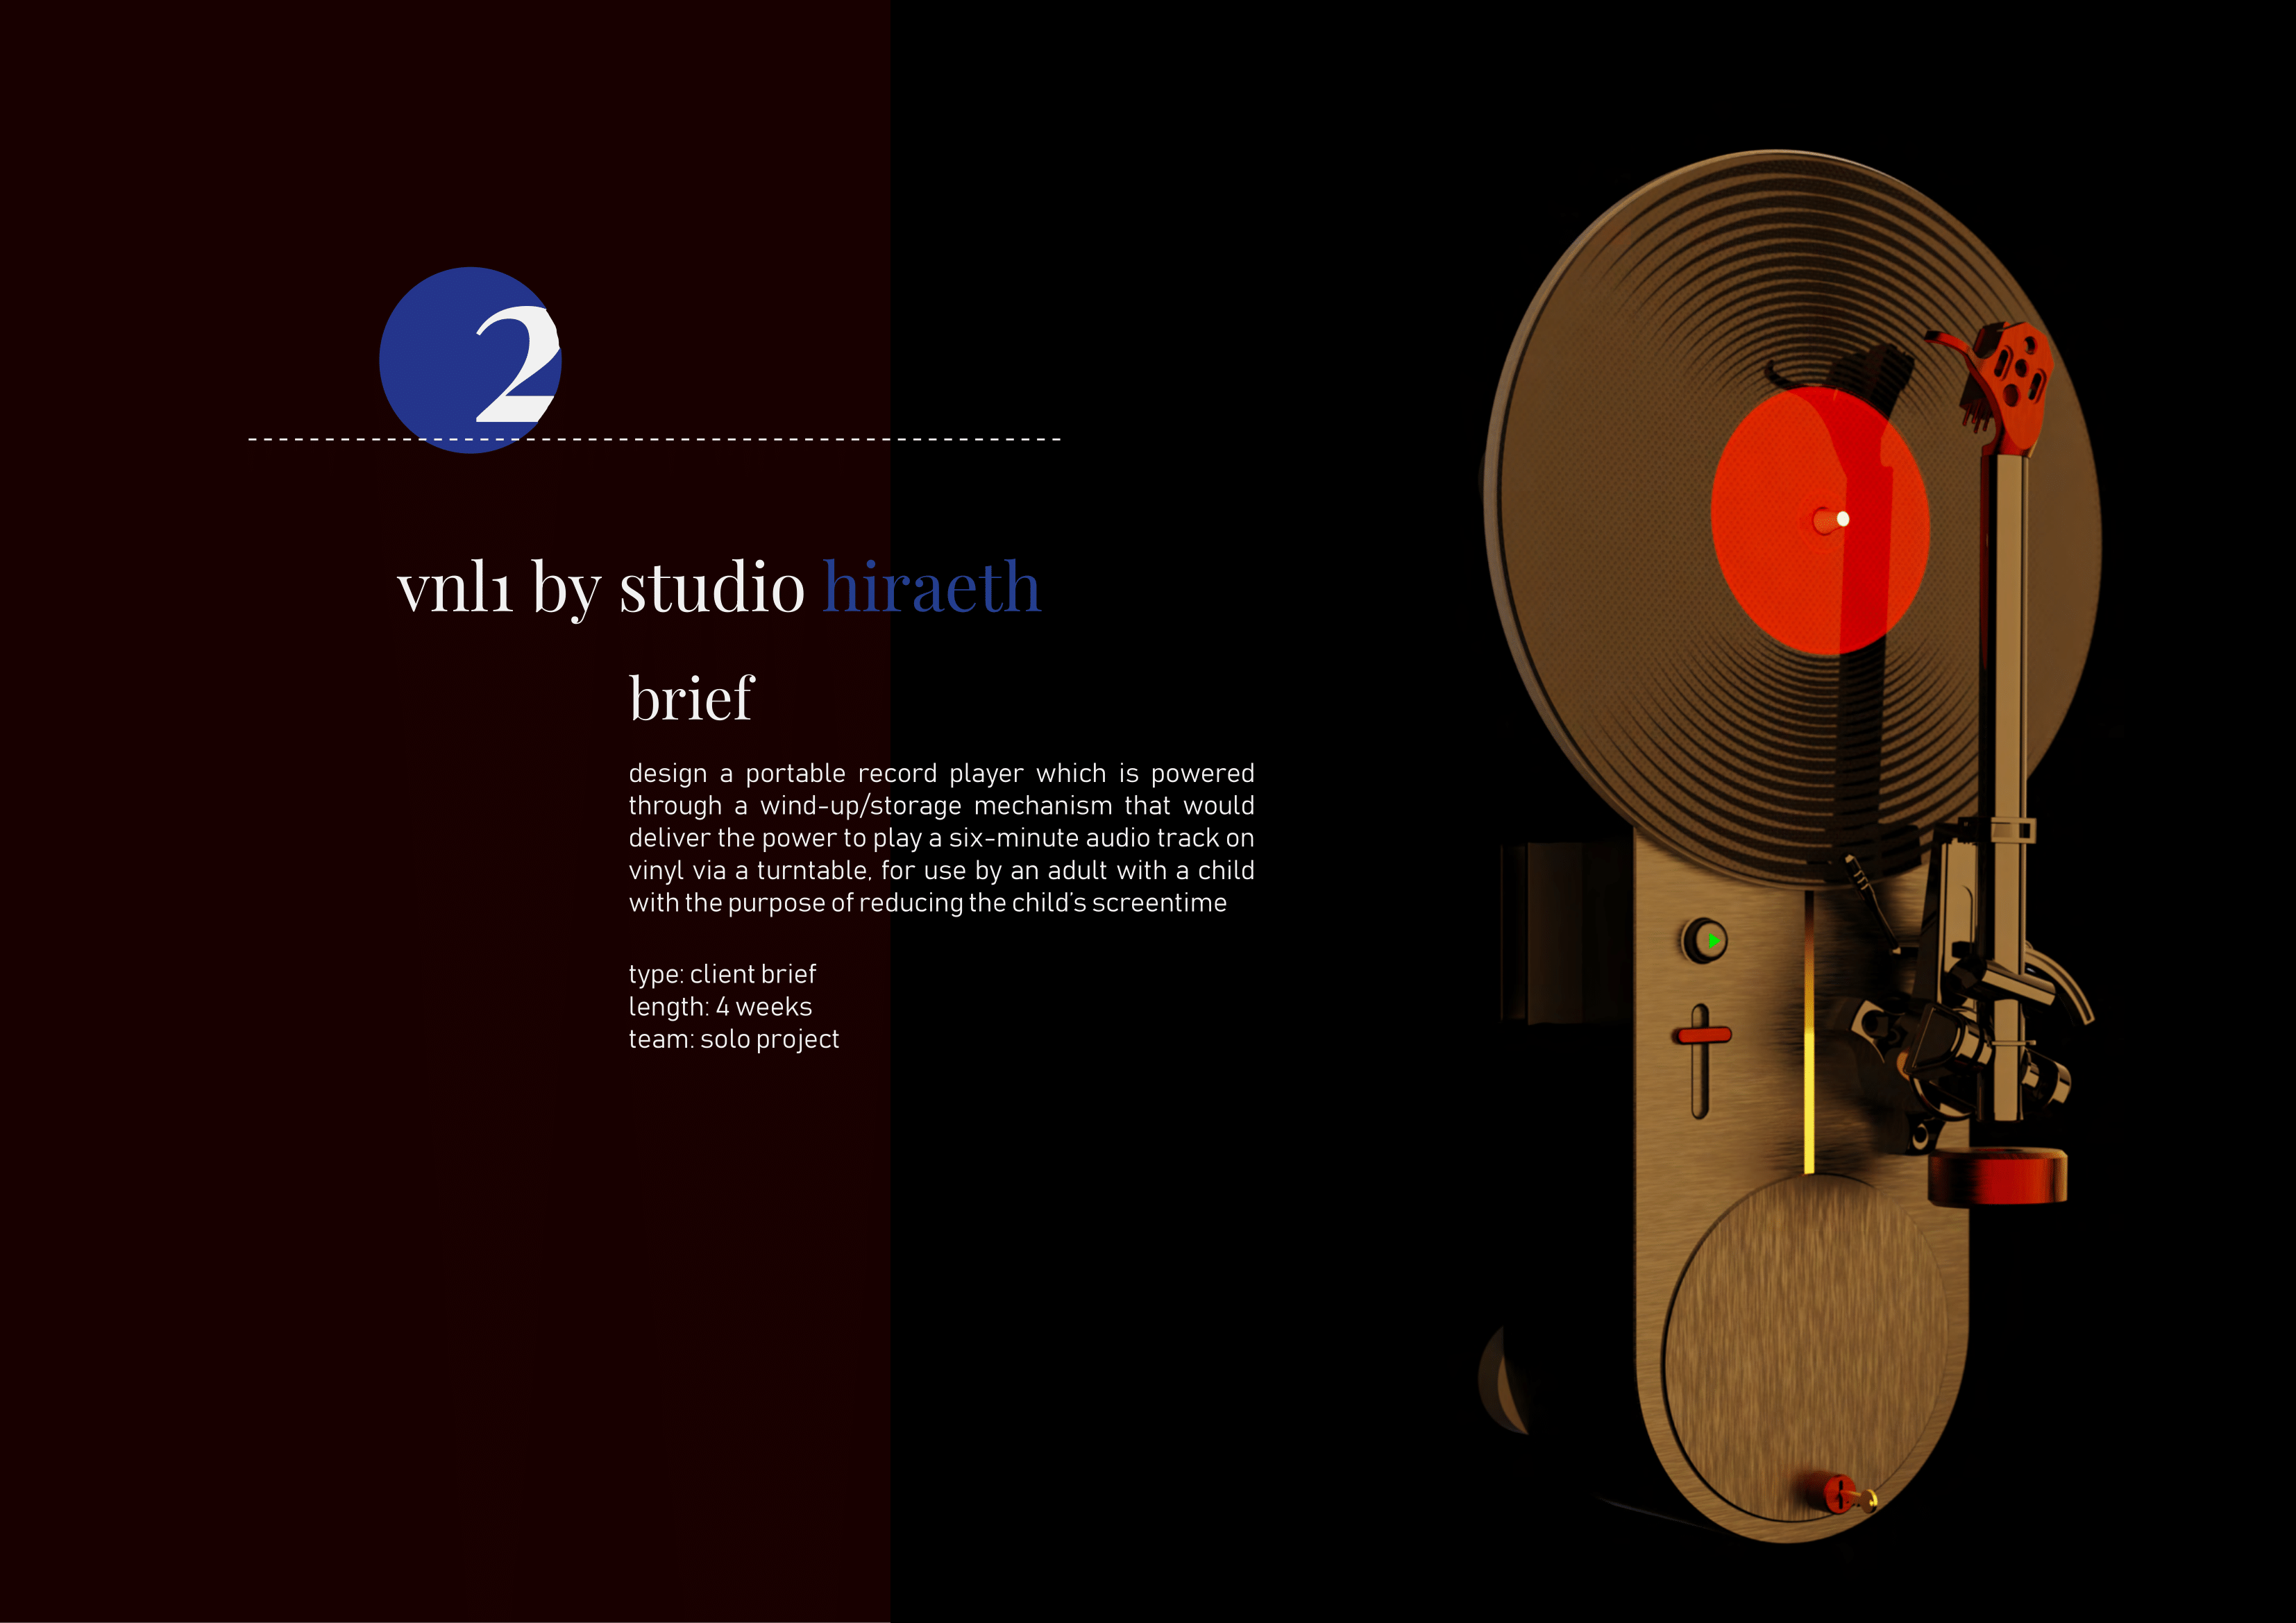 2
vnl1 by studio hiraeth
brief
design a portable record player which is powered
through a wind-up/storage mechanism that would
deliver the power to play a six-minute audio track on
vinyl via a turntable, for use by an adult with a child
with the purpose of reducing the child's screentime
type: client brief
length: 4 weeks
team: solo project